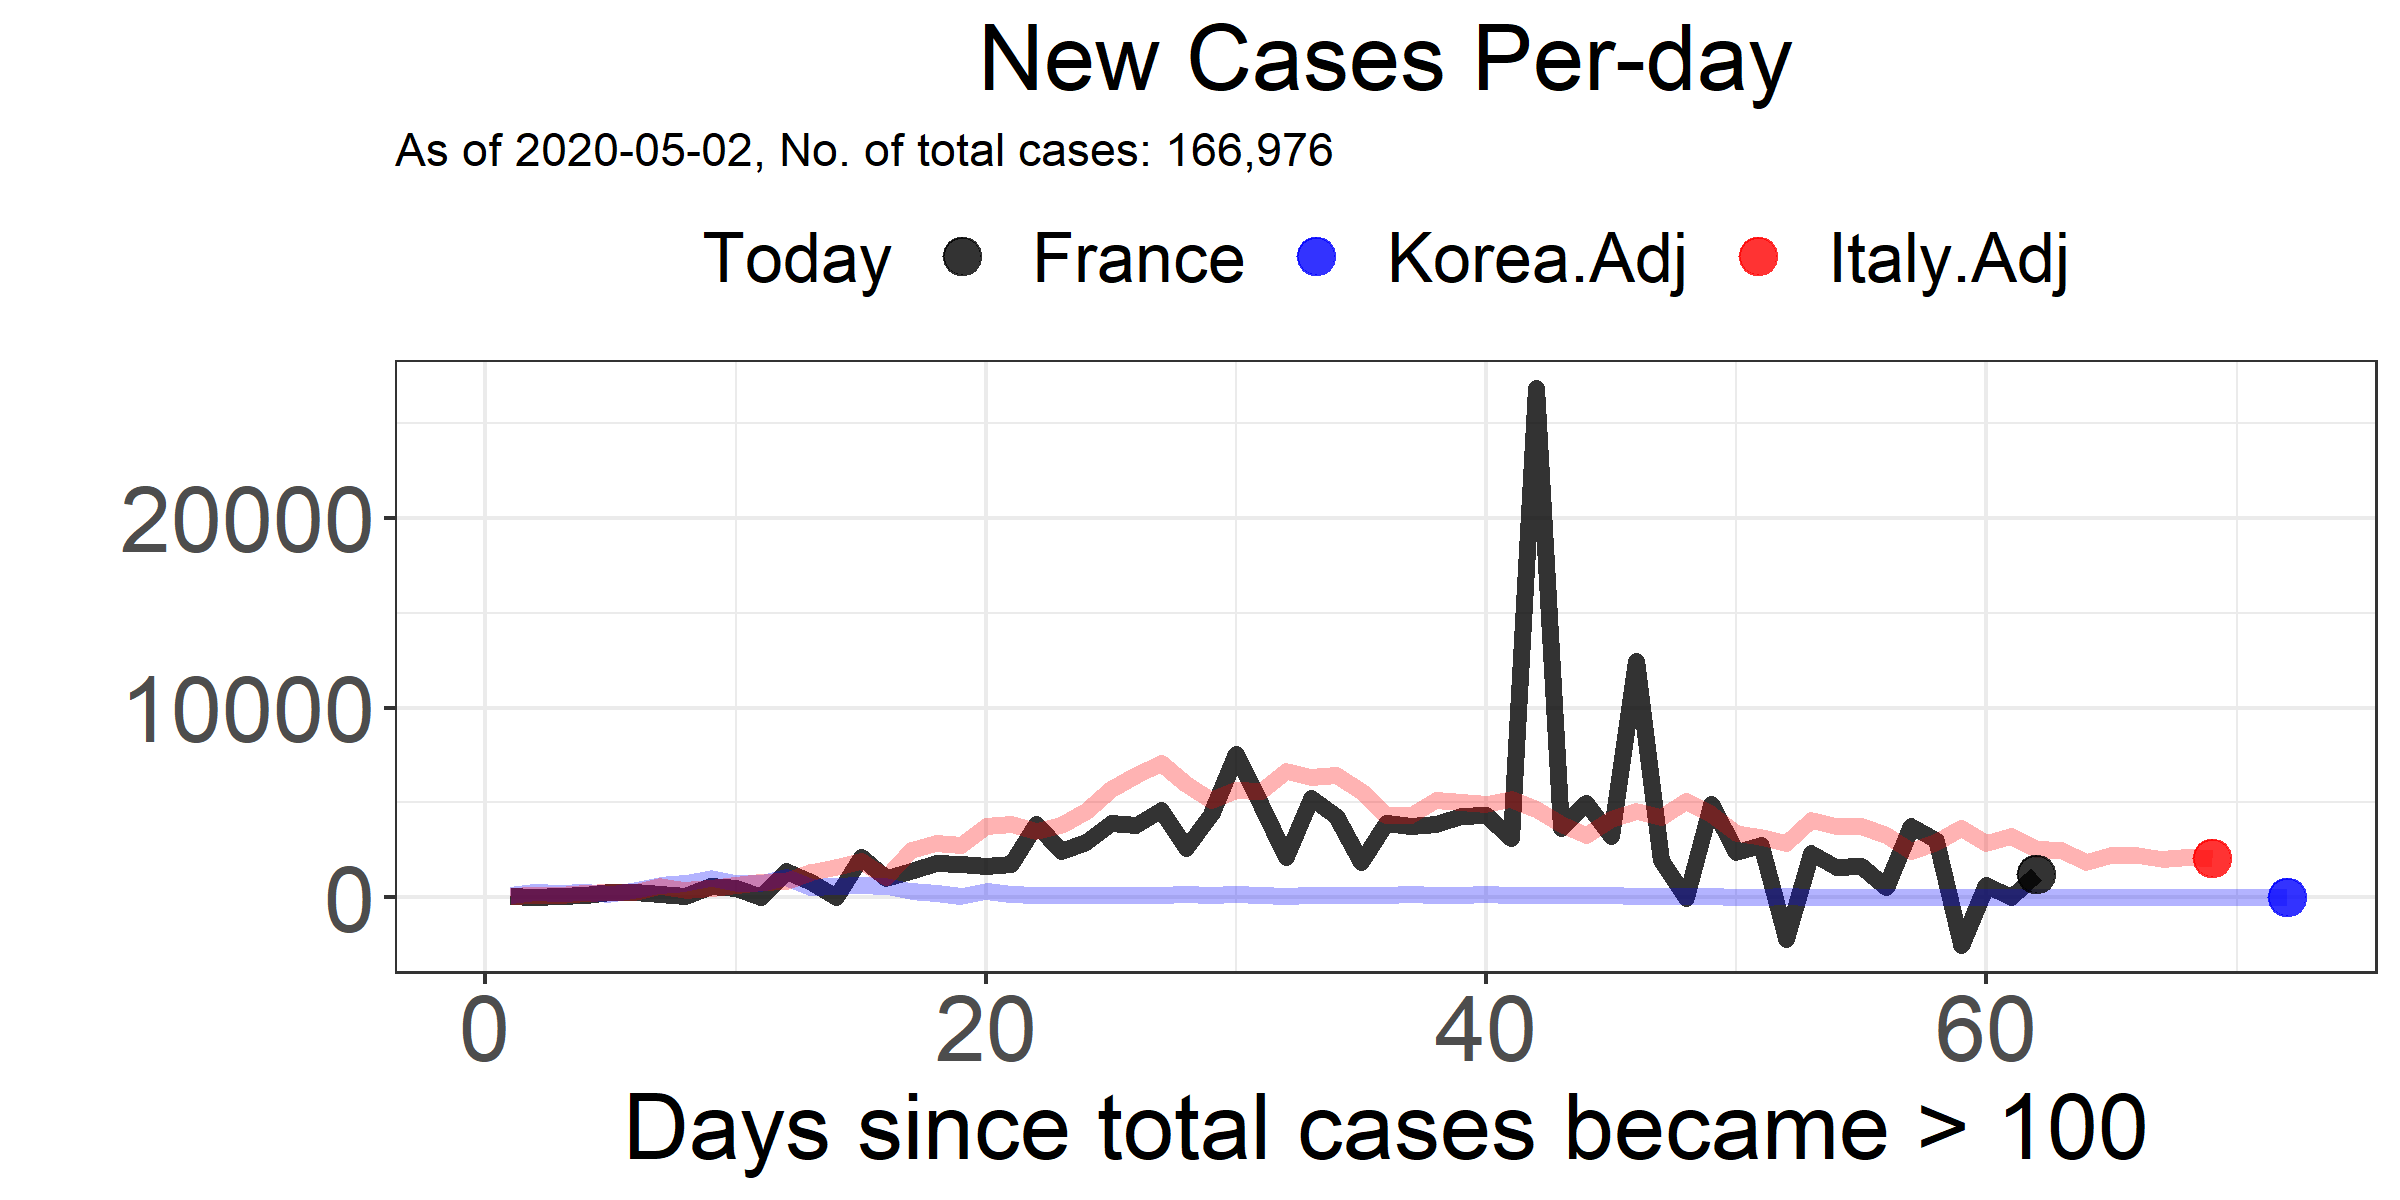 New Cases Per-day
As of 2020-05-02, No. of total cases: 166,976
Today France Korea.Adj Italy.Adj
20000
10000
0
0 20 40 60
Days since total cases became > 100